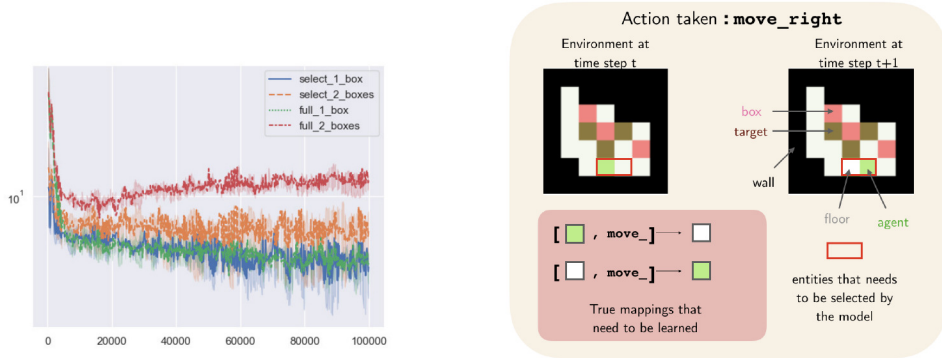 select_1_box
select_2_boxes
full_1_box
full_2_boxes
10¹
0
20000
40000
60000
80000
100000
Action taken : move_right
Environment at
time step t
Environment at
time step t+1
box
target
wall
floor
agent
[ , move_]
[ , move_]
True mappings that
need to be learned
entities that needs
to be selected by
the model